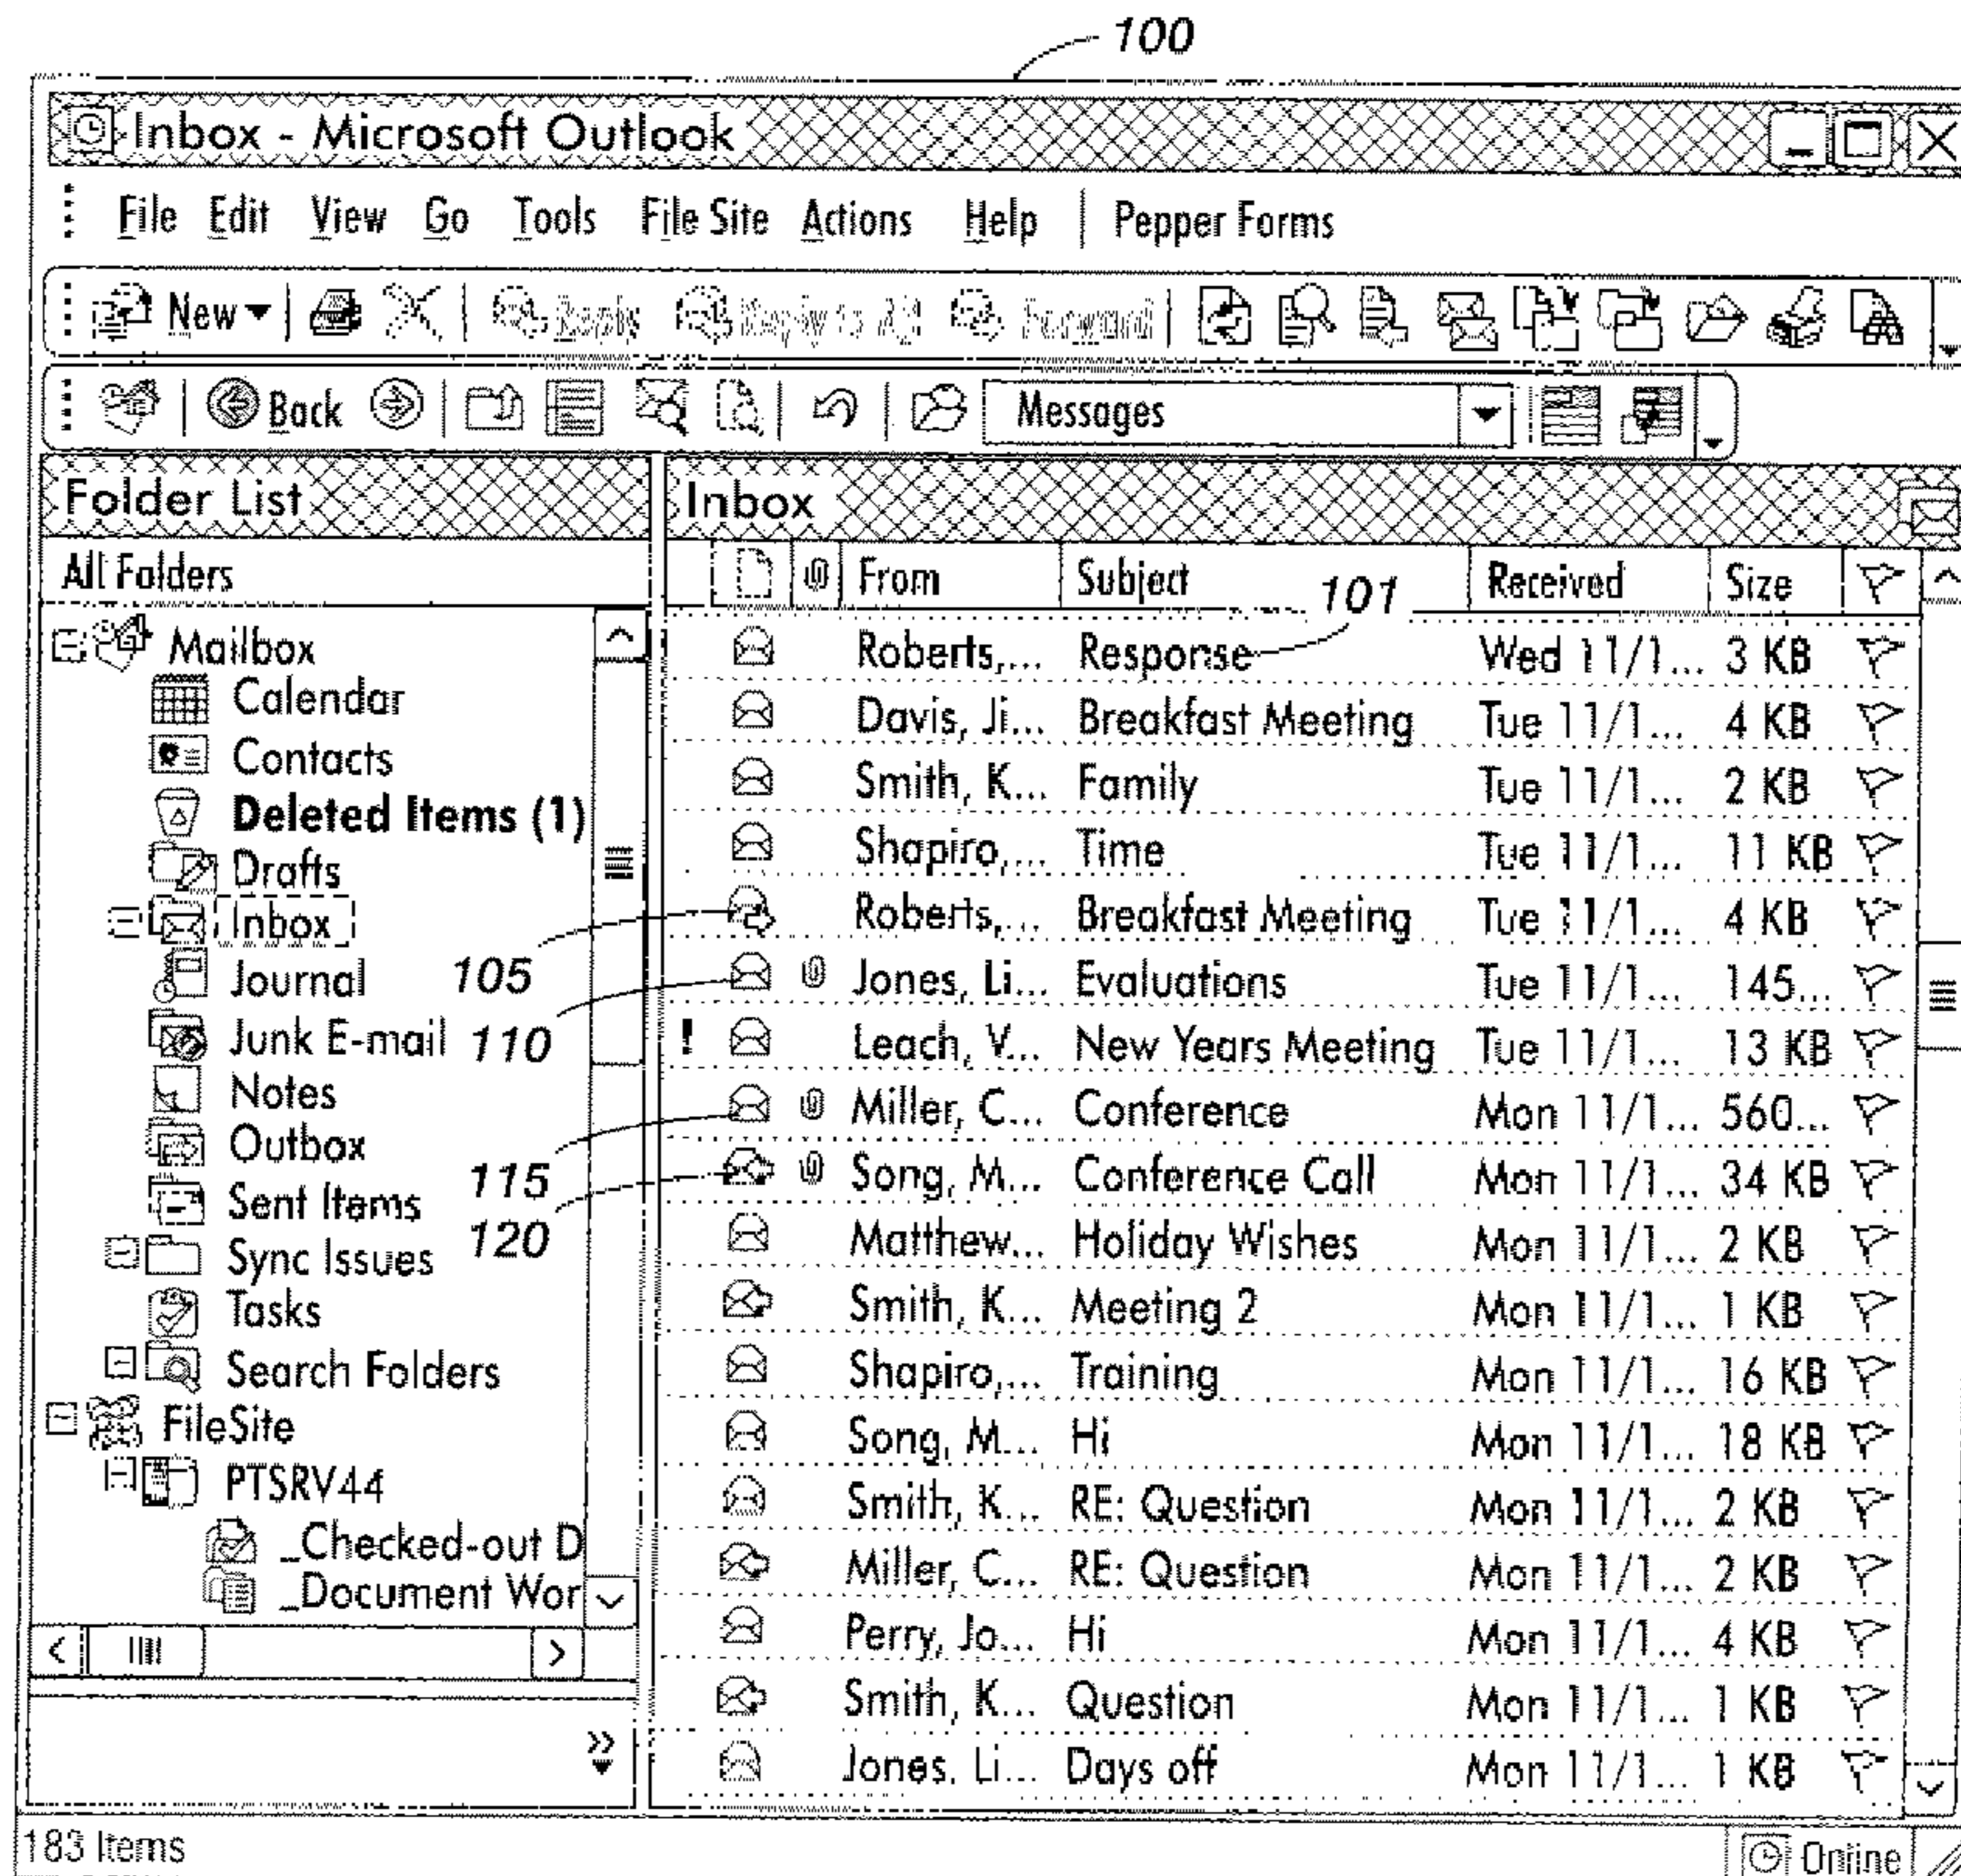 100
Inbox - Microsoft Outlook
File Edit View Go Tools File Site Actions Help | Pepper Forms
New Reply Reply to All Forward
Back Messages
Folder List
All Folders
Mailbox
Calendar
Contacts
Deleted Items (1)
Drafts
Inbox
Journal
Junk E-mail
Notes
Outbox
Sent Items
Sync Issues
Tasks
Search Folders
FileSite
PTSRV44
_Checked-out D
_Document Wor
105
110
115
120
Inbox
From Subject Received Size
101
Roberts,... Response Wed 11/1... 3 KB
Davis, Ji... Breakfast Meeting Tue 11/1... 4 KB
Smith, K... Family Tue 11/1... 2 KB
Shapiro,... Time Tue 11/1... 11 KB
Roberts,... Breakfast Meeting Tue 11/1... 4 KB
Jones, Li... Evaluations Tue 11/1... 145...
! Leach, V... New Years Meeting Tue 11/1... 13 KB
Miller, C... Conference Mon 11/1... 560...
Song, M... Conference Call Mon 11/1... 34 KB
Matthew... Holiday Wishes Mon 11/1... 2 KB
Smith, K... Meeting 2 Mon 11/1... 1 KB
Shapiro,... Training Mon 11/1... 16 KB
Song, M... Hi Mon 11/1... 18 KB
Smith, K... RE: Question Mon 11/1... 2 KB
Miller, C... RE: Question Mon 11/1... 2 KB
Perry, Jo... Hi Mon 11/1... 4 KB
Smith, K... Question Mon 11/1... 1 KB
Jones, Li... Days off Mon 11/1... 1 KB
183 Items
Online